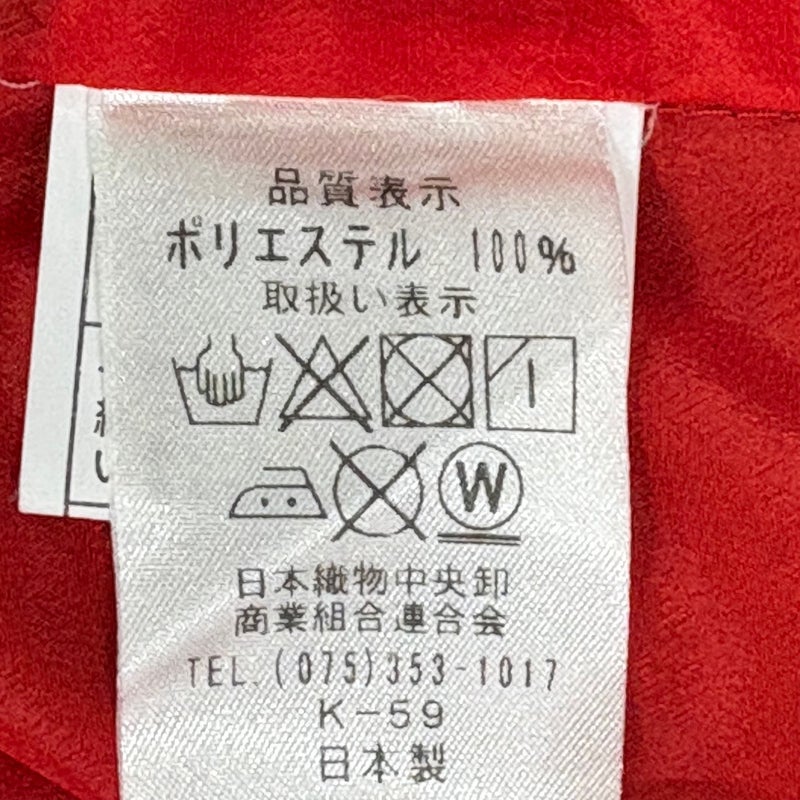 品質表示
ポリエステル 100%
取扱い表示
W
日本織物中央卸
商業組合連合会
TEL.(075)353-1017
K-59
日本製